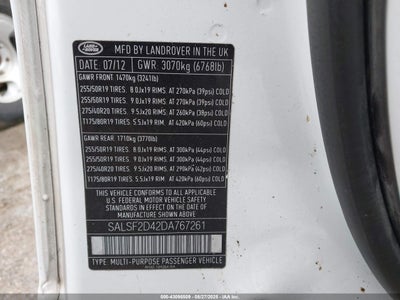 LAND ROVER
MFD BY LANDROVER IN THE UK
DATE 07/12 GWR: 3070kg (6768lb)
GAWR FRONT: 1470kg (3241lb)
255/50R19 TIRES. 8.0Jx19 RIMS. AT 270kPA (39psi) COLD
255/50R19 TIRES. 9.0Jx19 RIMS. AT 270kPA (39psi) COLD
275/40R20 TIRES. 9.5Jx20 RIMS. AT 260kPA (38psi) COLD
T175/80R19 TIRES. 5.5Jx19 RIMS. AT 420kPA (60psi) COLD
GAWR REAR: 1710kg (3770lb)
255/50R19 TIRES. 8.0Jx19 RIMS. AT 300kPA (44psi) COLD
255/50R19 TIRES. 9.0Jx19 RIMS. AT 300kPA (44psi) COLD
275/40R20 TIRES. 9.5Jx20 RIMS. AT 290kPA (42psi) COLD
T175/80R19 TIRES. 5.5Jx19 RIMS. AT 420kPA (60psi) COLD
THIS VEHICLE CONFORMS TO ALL APPLICABLE
U.S. FEDERAL MOTOR VEHICLE SAFETY
STANDARDS IN EFFECT ON THE DATE OF
MANUFACTURE SHOWN ABOVE
SALSF2D42DA767261
TYPE: MULTI-PURPOSE PASSENGER VEHICLE